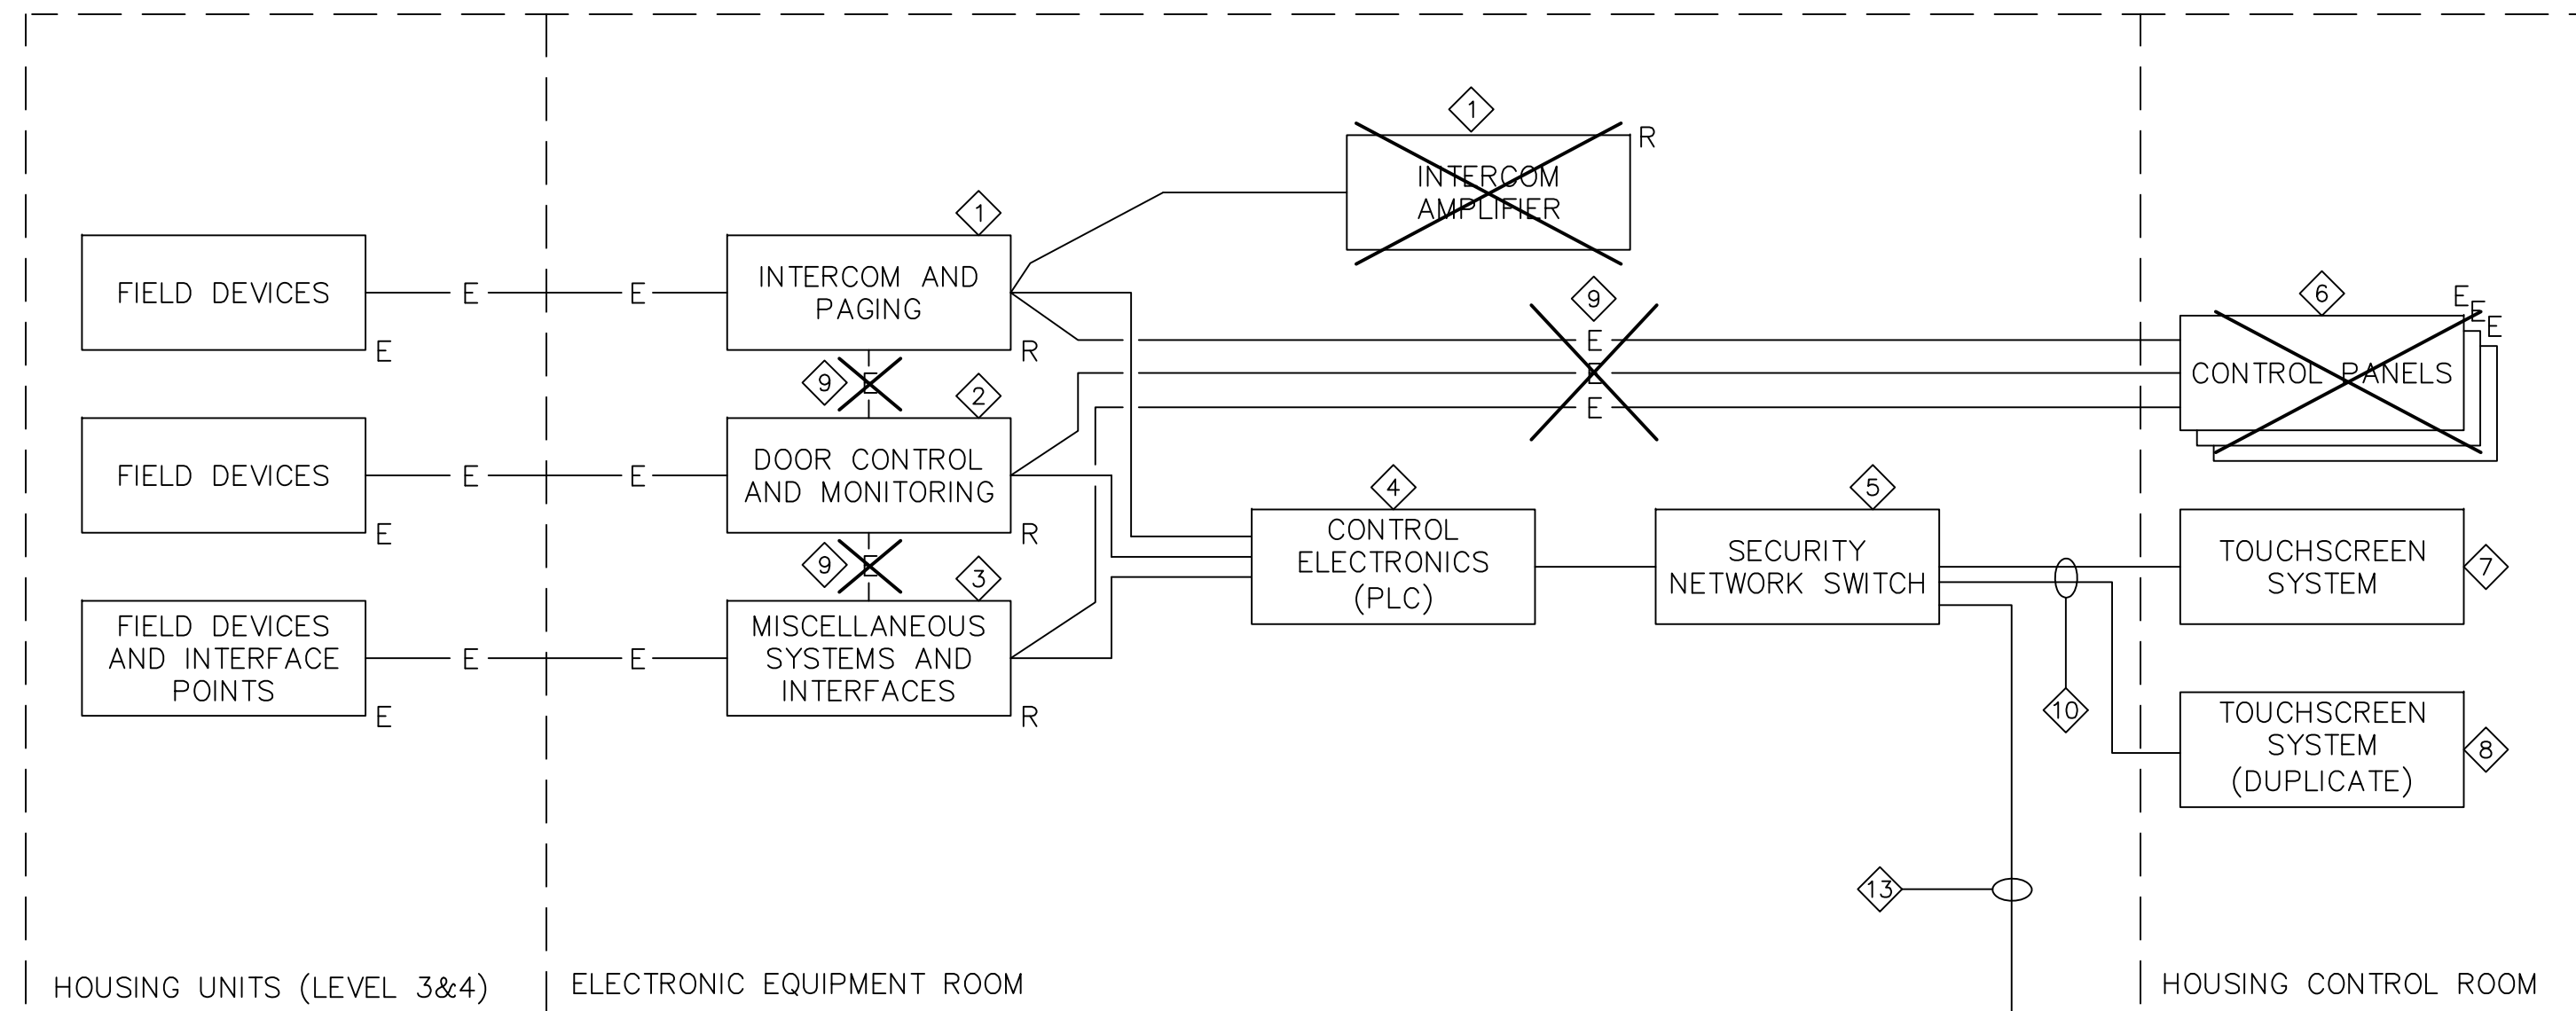 1
R
INTERCOM
AMPLIFIER
1
FIELD DEVICES
E
E
E
INTERCOM AND
PAGING
R
9
E
E
E
6
E
E
E
CONTROL PANELS
9
E
2
FIELD DEVICES
E
E
E
DOOR CONTROL
AND MONITORING
R
9
E
4
CONTROL
ELECTRONICS
(PLC)
5
SECURITY
NETWORK SWITCH
TOUCHSCREEN
SYSTEM
7
3
FIELD DEVICES
AND INTERFACE
POINTS
E
E
E
MISCELLANEOUS
SYSTEMS AND
INTERFACES
R
10
TOUCHSCREEN
SYSTEM
(DUPLICATE)
8
13
HOUSING UNITS (LEVEL 3&4)
ELECTRONIC EQUIPMENT ROOM
HOUSING CONTROL ROOM